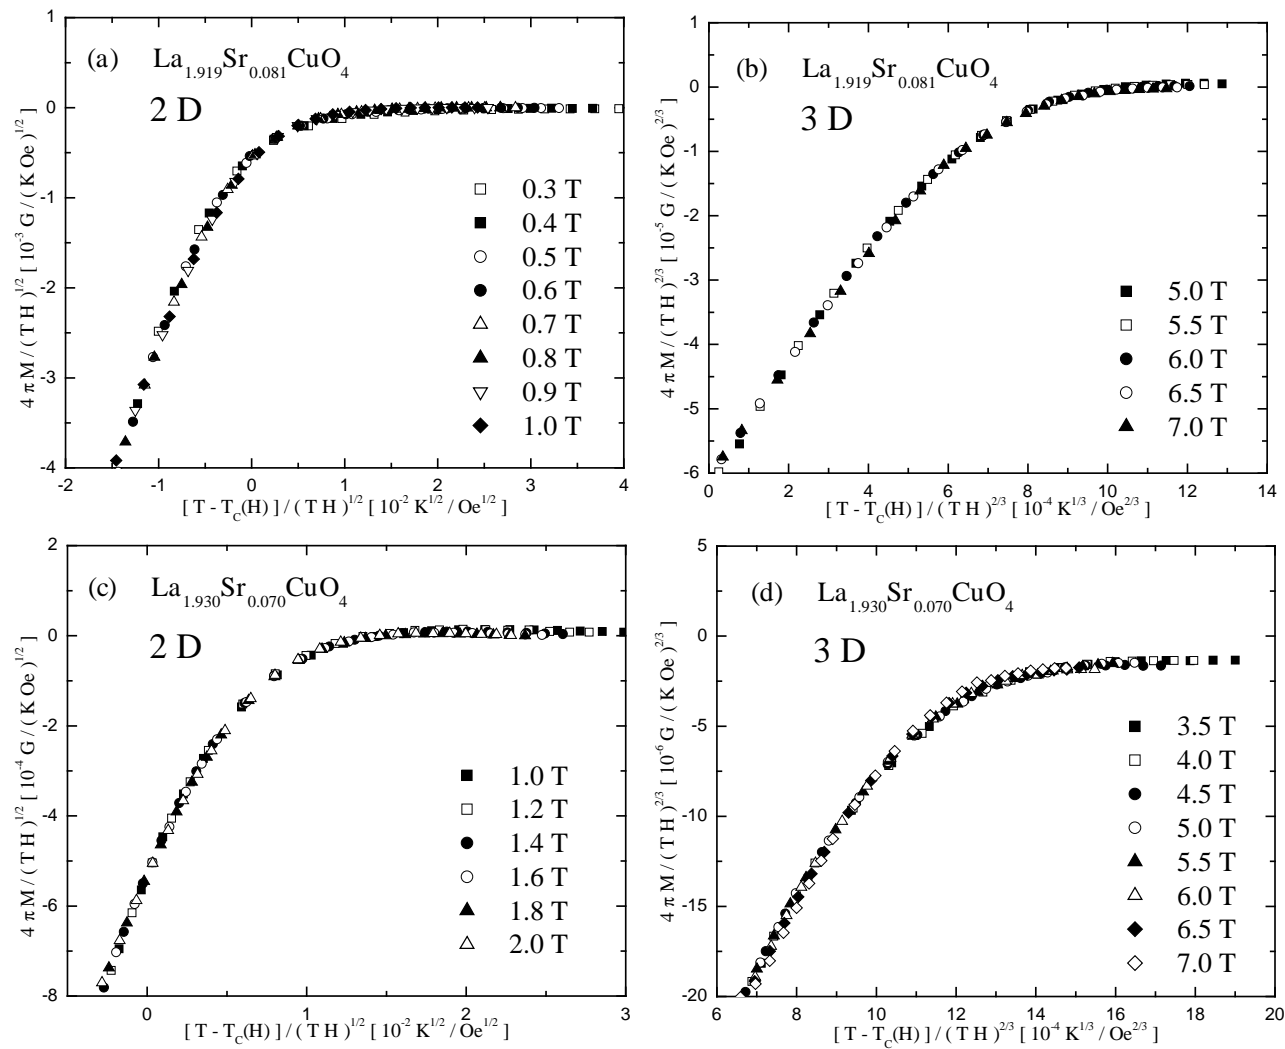 (a) La1.919Sr0.081CuO4
2 D
1
0
-1
-2
-3
-4
4 π M / ( T H )1/2 [ 10-3 G / ( K Oe )1/2 ]
0.3 T
0.4 T
0.5 T
0.6 T
0.7 T
0.8 T
0.9 T
1.0 T
-2 -1 0 1 2 3 4
[ T - TC(H) ] / ( T H )1/2 [ 10-2 K1/2 / Oe1/2 ]
(b) La1.919Sr0.081CuO4
3 D
1
0
-1
-2
-3
-4
-5
-6
4 π M / ( T H )2/3 [ 10-5 G / ( K Oe )2/3 ]
5.0 T
5.5 T
6.0 T
6.5 T
7.0 T
0 2 4 6 8 10 12 14
[ T - TC(H) ] / ( T H )2/3 [ 10-4 K1/3 / Oe2/3 ]
(c) La1.930Sr0.070CuO4
2 D
2
0
-2
-4
-6
-8
4 π M / ( T H )1/2 [ 10-4 G / ( K Oe )1/2 ]
1.0 T
1.2 T
1.4 T
1.6 T
1.8 T
2.0 T
0 1 2 3
[ T - TC(H) ] / ( T H )1/2 [ 10-2 K1/2 / Oe1/2 ]
(d) La1.930Sr0.070CuO4
3 D
5
0
-5
-10
-15
-20
4 π M / ( T H )2/3 [ 10-6 G / ( K Oe )2/3 ]
3.5 T
4.0 T
4.5 T
5.0 T
5.5 T
6.0 T
6.5 T
7.0 T
6 8 10 12 14 16 18 20
[ T - TC(H) ] / ( T H )2/3 [ 10-4 K1/3 / Oe2/3 ]